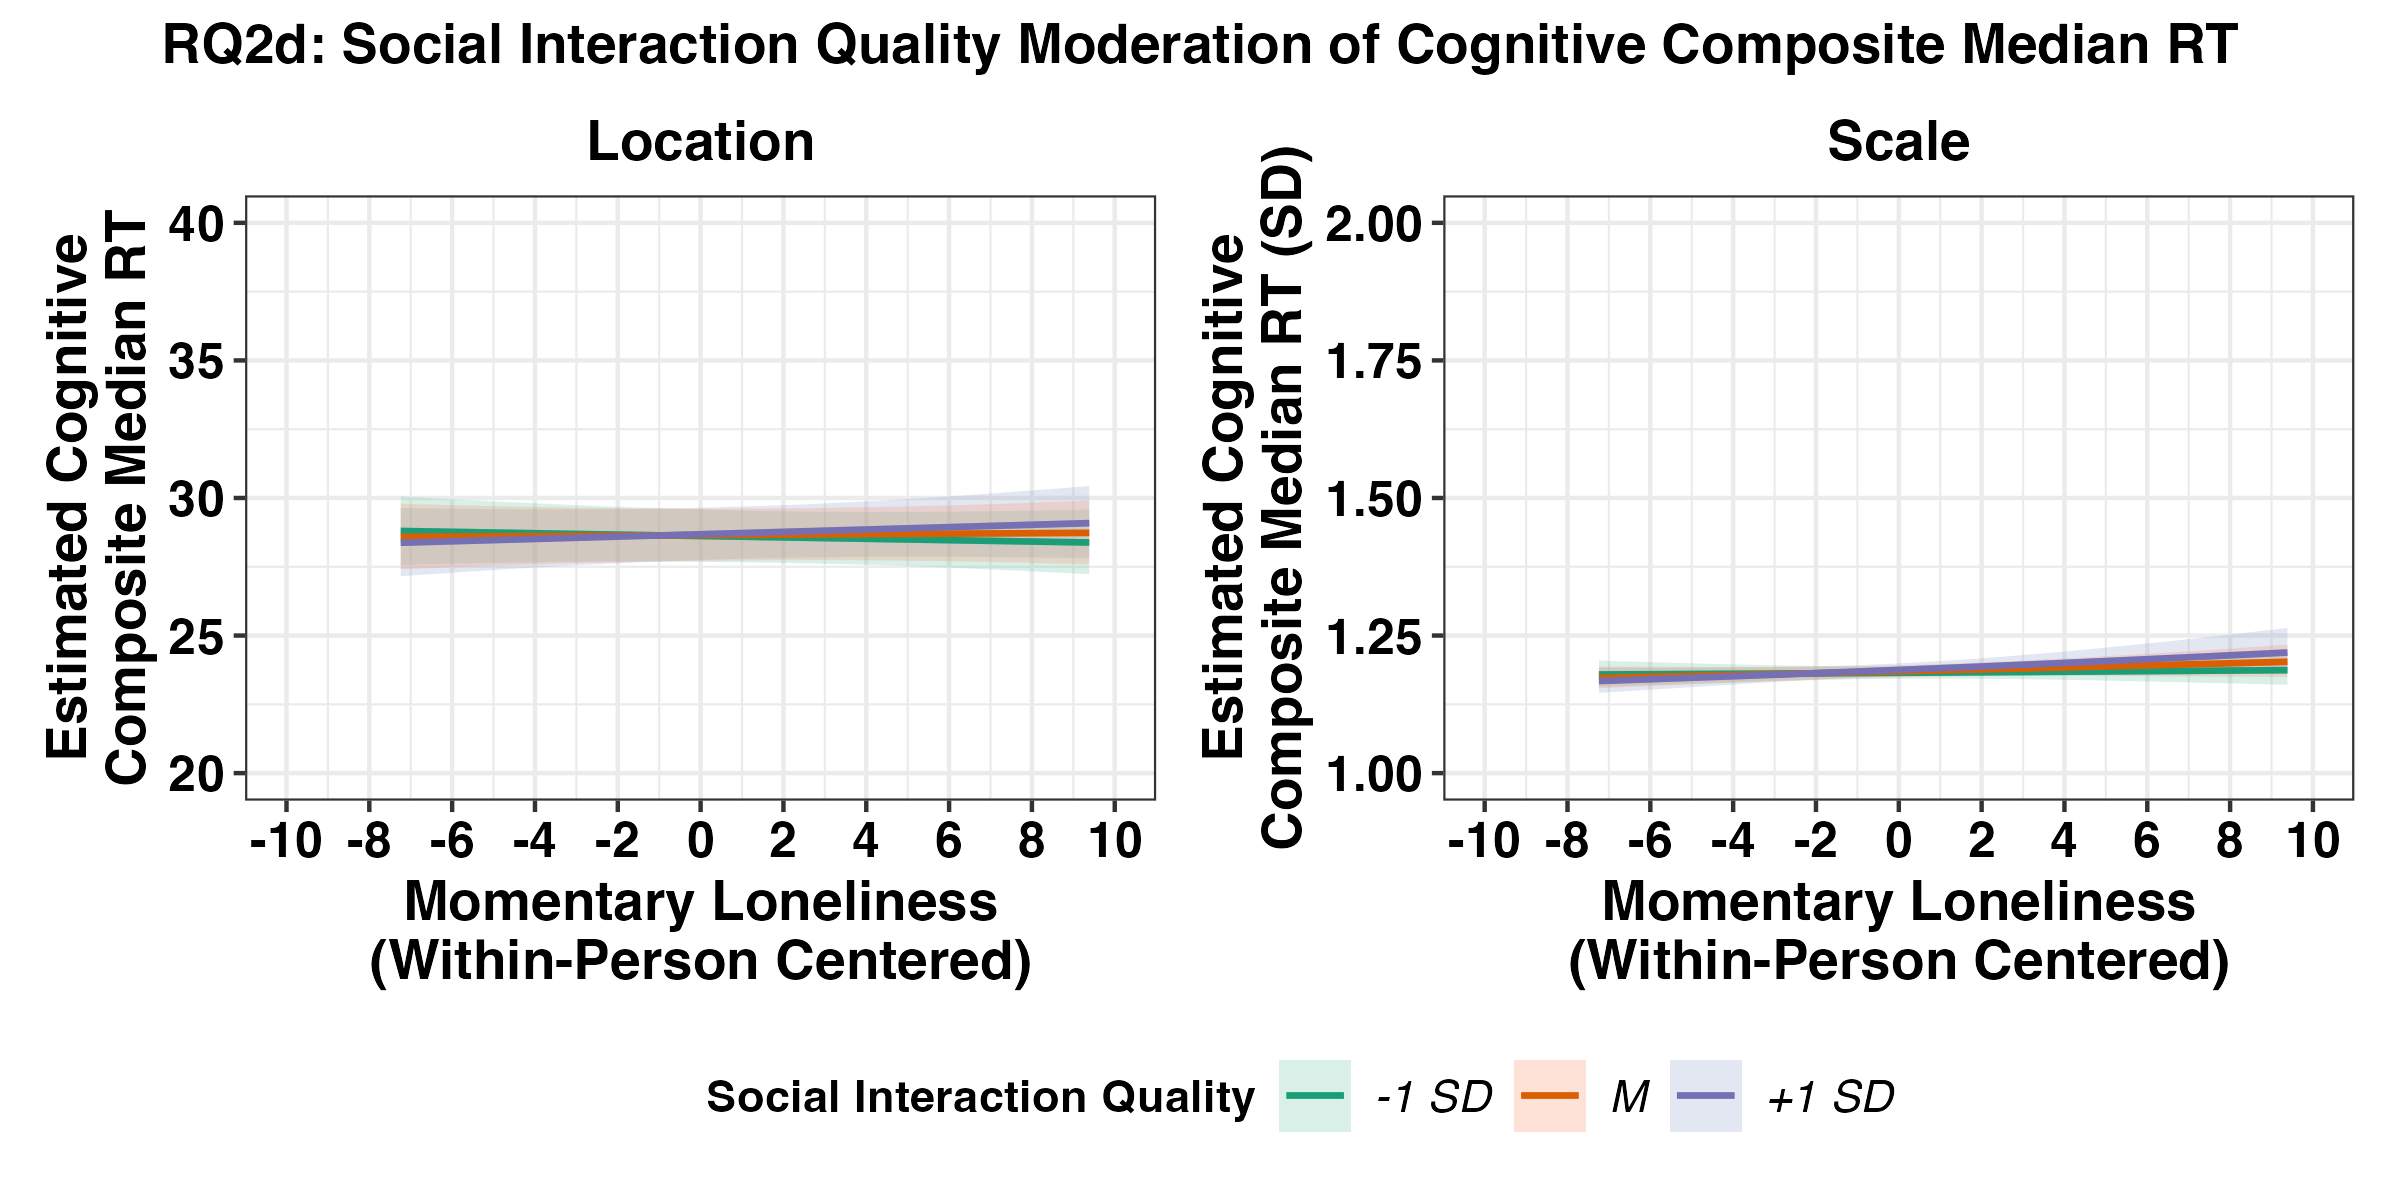 RQ2d: Social Interaction Quality Moderation of Cognitive Composite Median RT
Location
Estimated Cognitive
Composite Median RT
40
35
30
25
20
-10 -8 -6 -4 -2 0 2 4 6 8 10
Momentary Loneliness
(Within-Person Centered)
Scale
Estimated Cognitive
Composite Median RT (SD)
2.00
1.75
1.50
1.25
1.00
-10 -8 -6 -4 -2 0 2 4 6 8 10
Momentary Loneliness
(Within-Person Centered)
Social Interaction Quality -1 SD M +1 SD